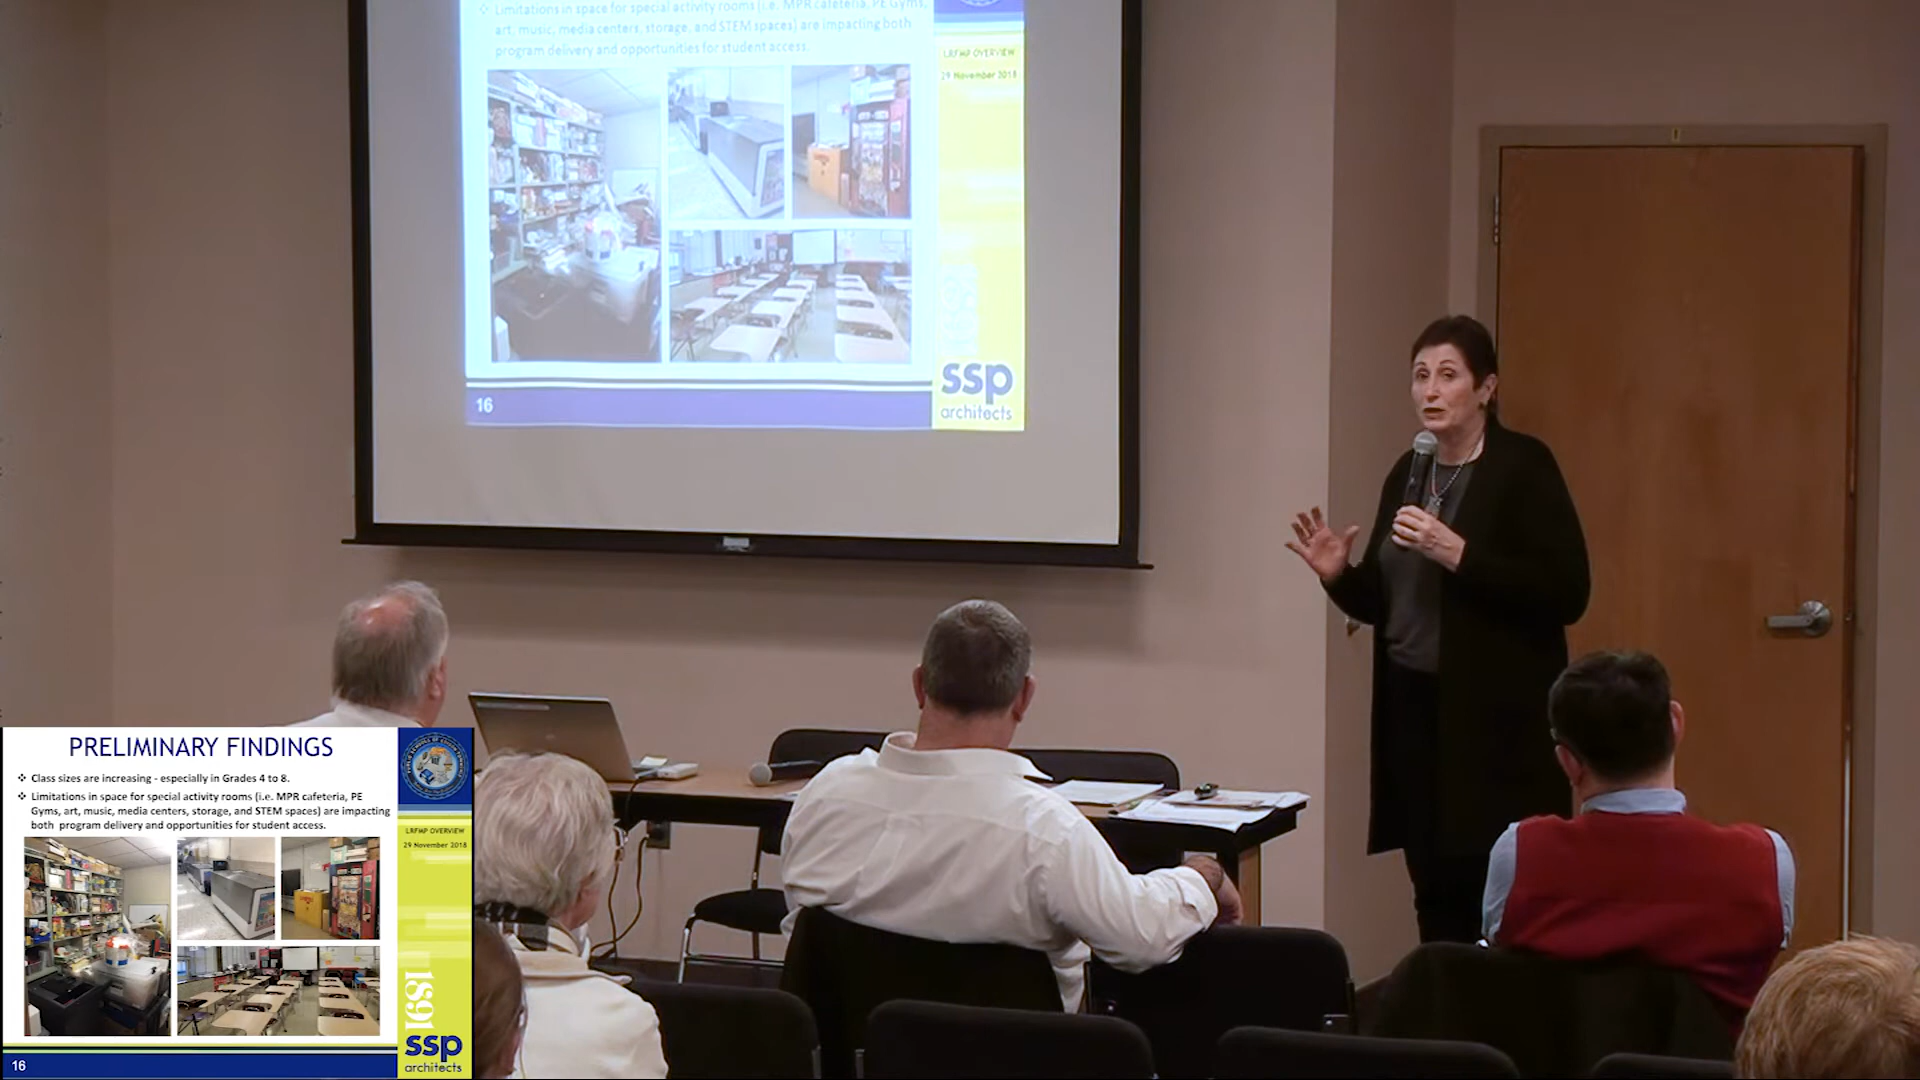 Limitations in space for special activity rooms (i.e. MPR cafeteria, PE Gyms,
art, music, media centers, storage, and STEM spaces) are impacting both
program delivery and opportunities for student access.
LRFMP OVERVIEW
29 November 2018
ssp
architects
16
PRELIMINARY FINDINGS
❖ Class sizes are increasing - especially in Grades 4 to 8.
❖ Limitations in space for special activity rooms (i.e. MPR cafeteria, PE
Gyms, art, music, media centers, storage, and STEM spaces) are impacting
both program delivery and opportunities for student access.
LRFMP OVERVIEW
29 November 2018
1891
ssp
architects
16